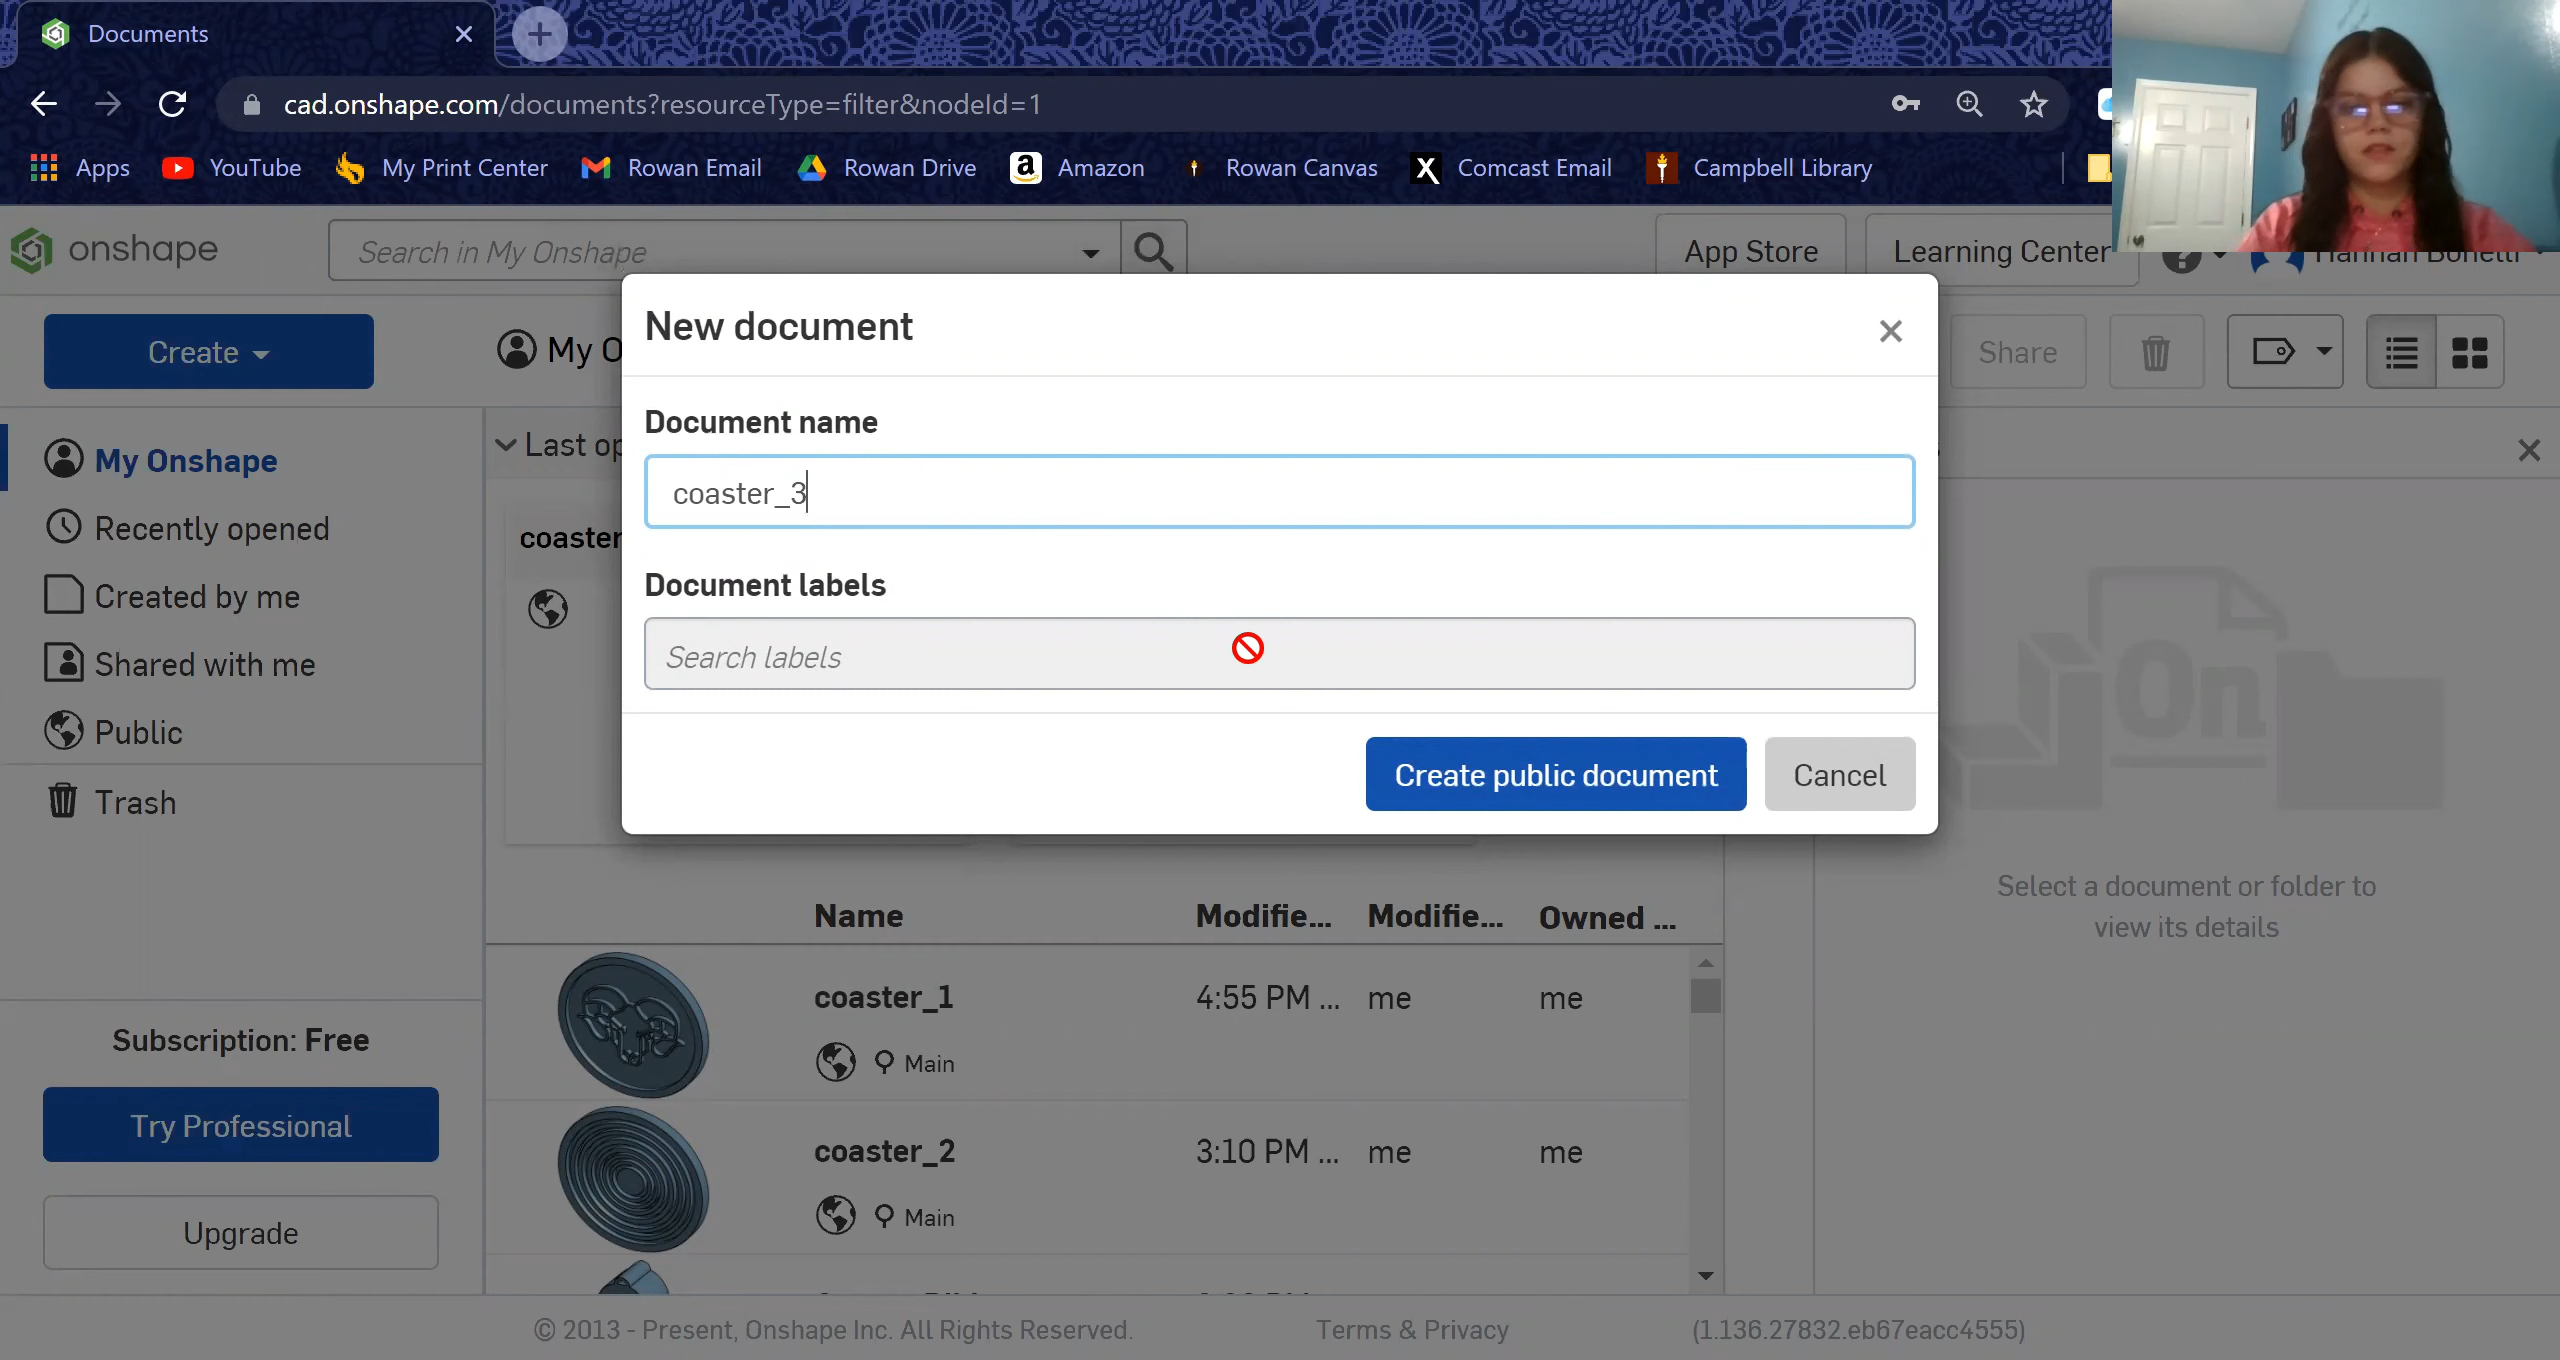 Documents
cad.onshape.com/documents?resourceType=filter&nodeId=1
Apps YouTube My Print Center Rowan Email Rowan Drive Amazon Rowan Canvas Comcast Email Campbell Library
onshape Search in My Onshape App Store Learning Center
Create My O Share
New document
Document name
coaster_3
Document labels
Search labels
Create public document Cancel
My Onshape
Recently opened
Created by me
Shared with me
Public
Trash
Last op
coaster
On
Select a document or folder to
view its details
Name Modifie... Modifie... Owned ...
coaster_1 4:55 PM ... me me
Main
coaster_2 3:10 PM ... me me
Main
Subscription: Free
Try Professional
Upgrade
© 2013 - Present, Onshape Inc. All Rights Reserved. Terms & Privacy (1.136.27832.eb67eacc4555)